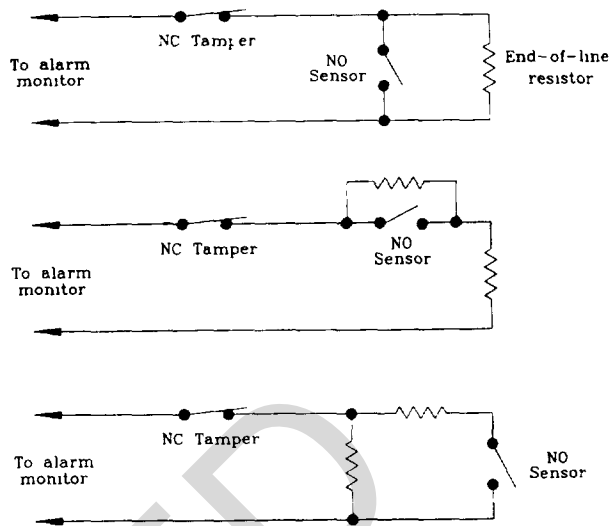 NC Tamper
To alarm
monitor
NO
Sensor
End-of-line
resistor
NC Tamper
To alarm
monitor
NO
Sensor
NC Tamper
To alarm
monitor
NO
Sensor